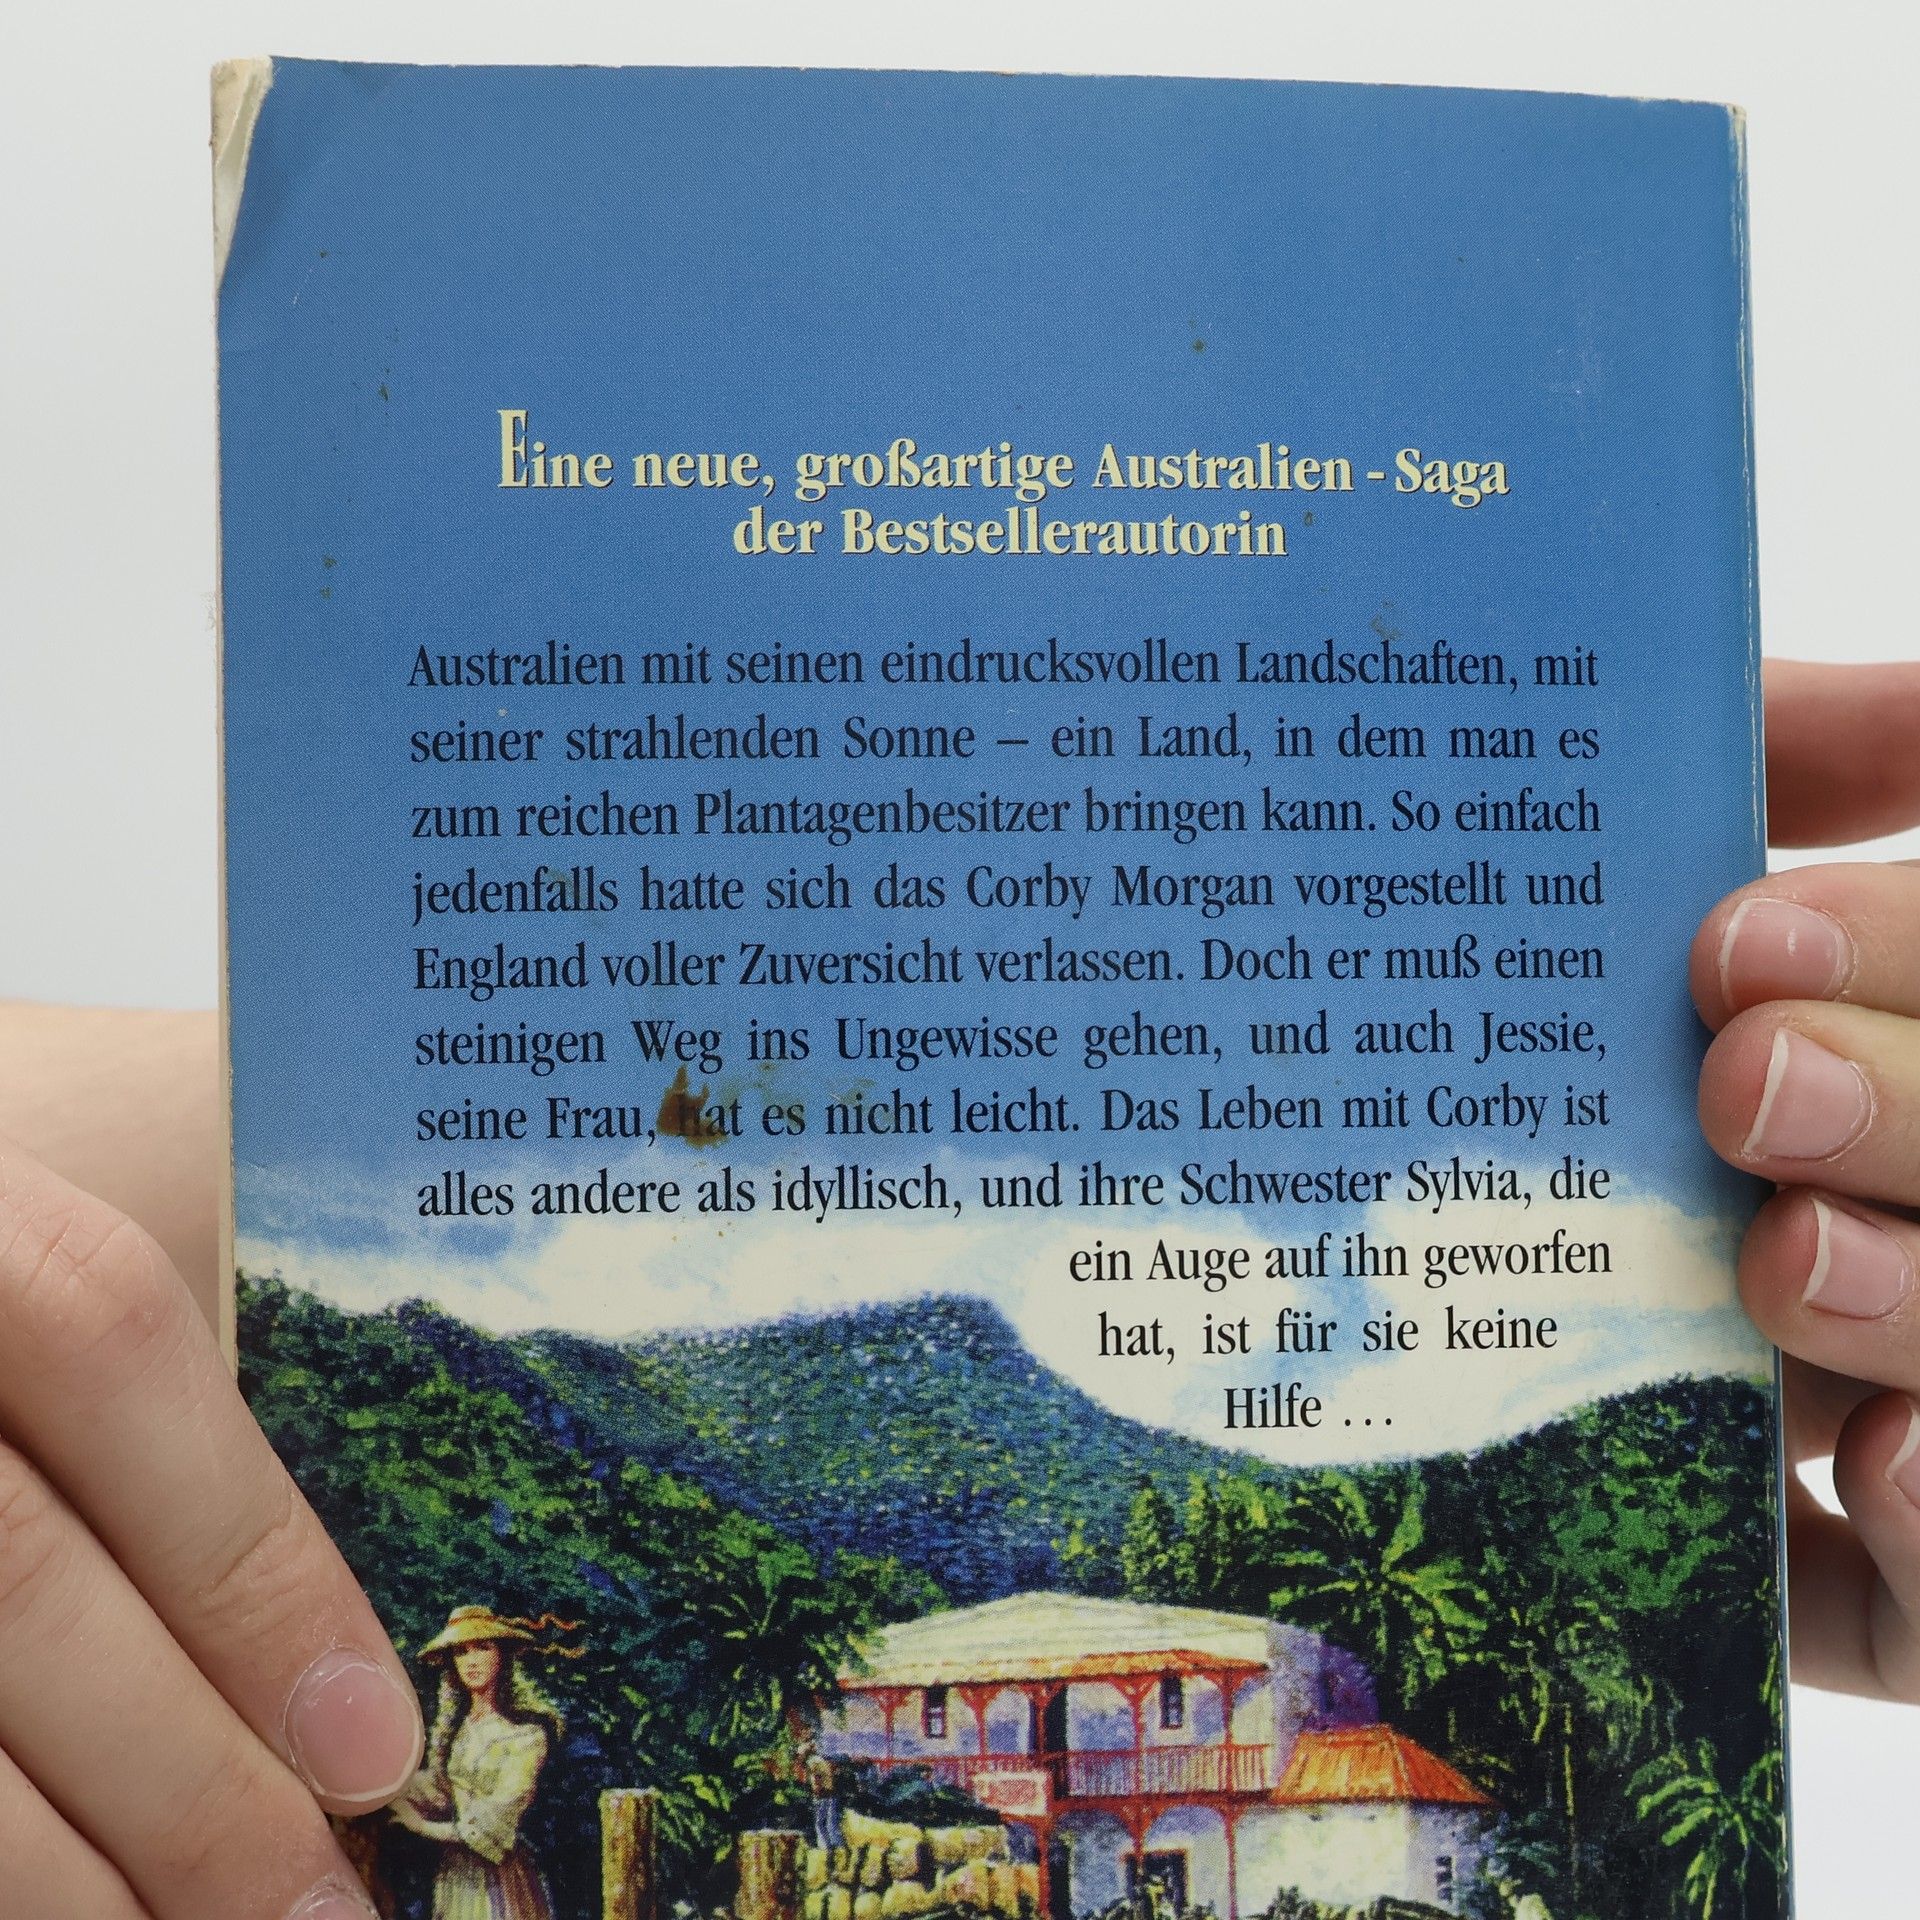 Eine neue, großartige Australien - Saga
der Bestsellerautorin
Australien mit seinen eindrucksvollen Landschaften, mit
seiner strahlenden Sonne – ein Land, in dem man es
zum reichen Plantagenbesitzer bringen kann. So einfach
jedenfalls hatte sich das Corby Morgan vorgestellt und
England voller Zuversicht verlassen. Doch er muß einen
steinigen Weg ins Ungewisse gehen, und auch Jessie,
seine Frau, hat es nicht leicht. Das Leben mit Corby ist
alles andere als idyllisch, und ihre Schwester Sylvia, die
ein Auge auf ihn geworfen
hat, ist für sie keine
Hilfe ...